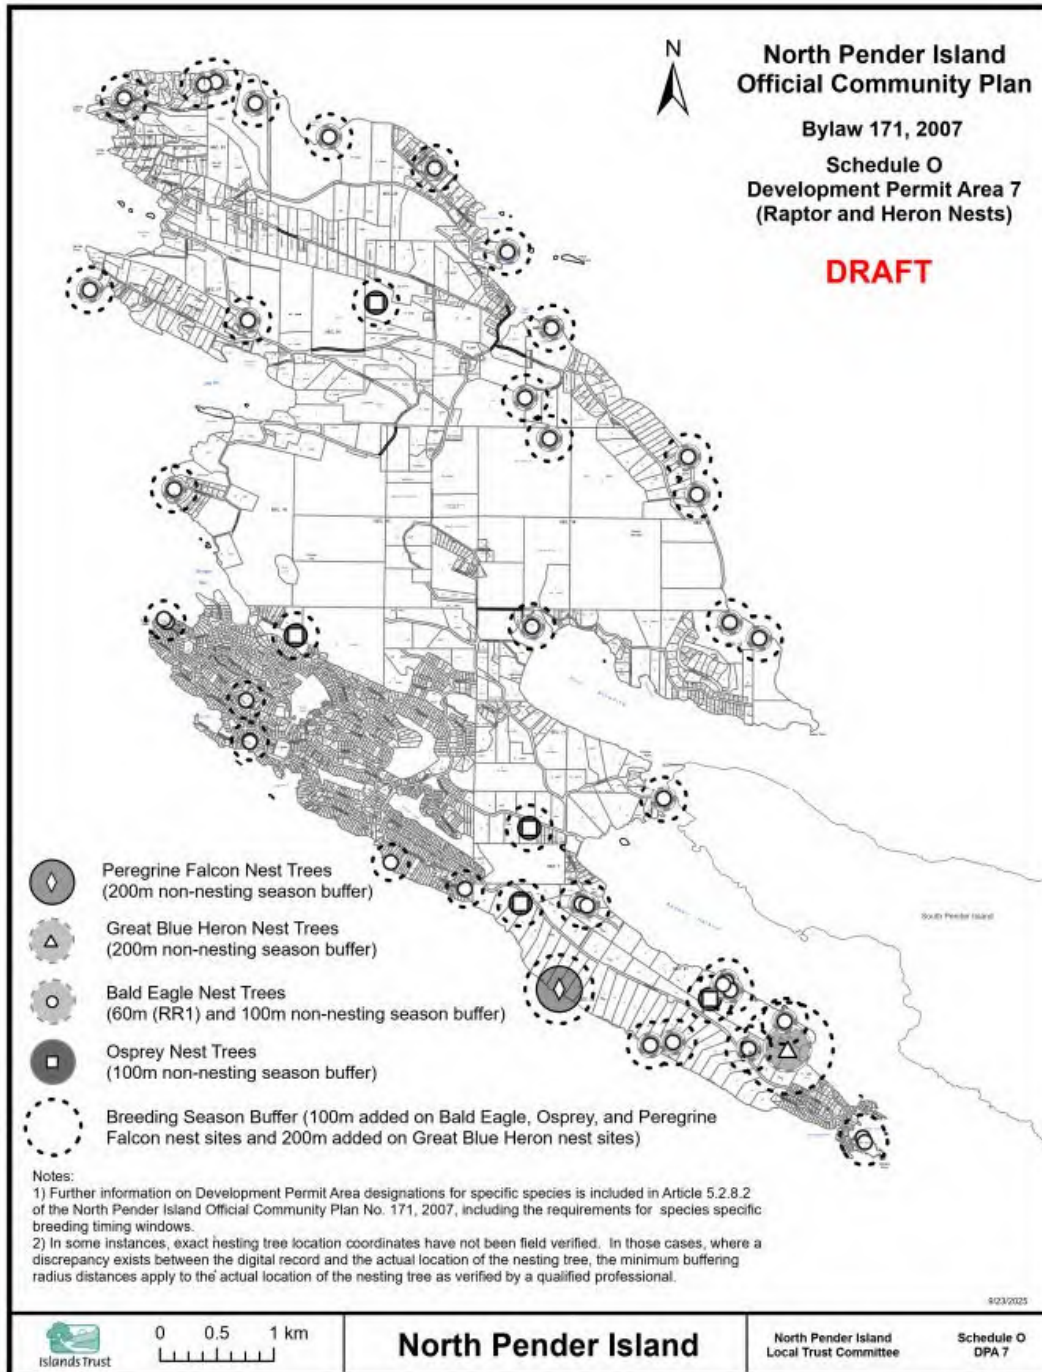 N
North Pender Island
Official Community Plan
Bylaw 171, 2007
Schedule O
Development Permit Area 7
(Raptor and Heron Nests)
DRAFT
South Pender Island
Peregrine Falcon Nest Trees
(200m non-nesting season buffer)
Great Blue Heron Nest Trees
(200m non-nesting season buffer)
Bald Eagle Nest Trees
(60m (RR1) and 100m non-nesting season buffer)
Osprey Nest Trees
(100m non-nesting season buffer)
Breeding Season Buffer (100m added on Bald Eagle, Osprey, and Peregrine
Falcon nest sites and 200m added on Great Blue Heron nest sites)
Notes:
1) Further information on Development Permit Area designations for specific species is included in Article 5.2.8.2
of the North Pender Island Official Community Plan No. 171, 2007, including the requirements for species specific
breeding timing windows.
2) In some instances, exact nesting tree location coordinates have not been field verified. In those cases, where a
discrepancy exists between the digital record and the actual location of the nesting tree, the minimum buffering
radius distances apply to the actual location of the nesting tree as verified by a qualified professional.
9/23/2025
Islands Trust
0 0.5 1 km
North Pender Island
North Pender Island
Local Trust Committee
Schedule O
DPA 7